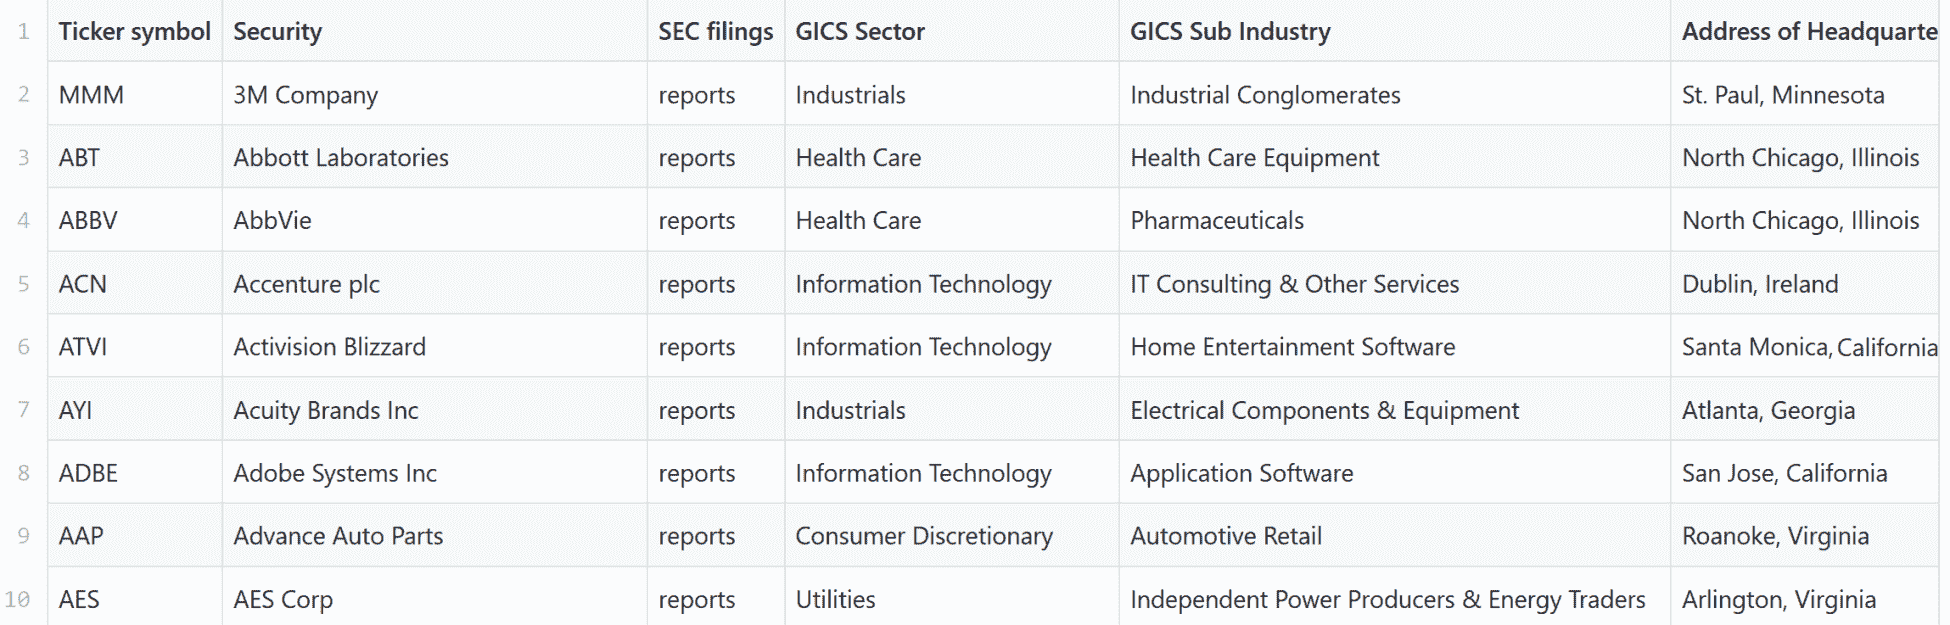 1 Ticker symbol Security SEC filings GICS Sector GICS Sub Industry Address of Headquarte
2 MMM 3M Company reports Industrials Industrial Conglomerates St. Paul, Minnesota
3 ABT Abbott Laboratories reports Health Care Health Care Equipment North Chicago, Illinois
4 ABBV AbbVie reports Health Care Pharmaceuticals North Chicago, Illinois
5 ACN Accenture plc reports Information Technology IT Consulting & Other Services Dublin, Ireland
6 ATVI Activision Blizzard reports Information Technology Home Entertainment Software Santa Monica, California
7 AYI Acuity Brands Inc reports Industrials Electrical Components & Equipment Atlanta, Georgia
8 ADBE Adobe Systems Inc reports Information Technology Application Software San Jose, California
9 AAP Advance Auto Parts reports Consumer Discretionary Automotive Retail Roanoke, Virginia
10 AES AES Corp reports Utilities Independent Power Producers & Energy Traders Arlington, Virginia